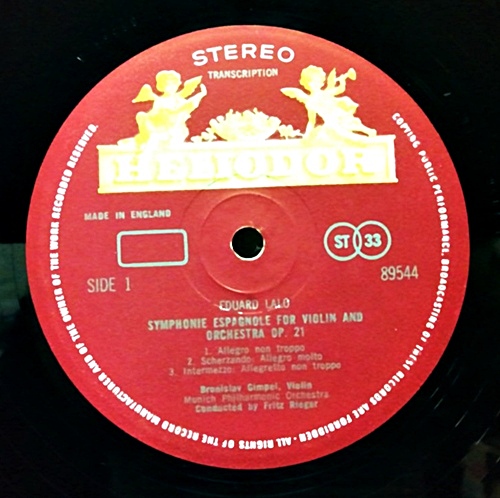 STEREO
TRANSCRIPTION
HELIODOR
MADE IN ENGLAND
ST 33
SIDE 1
89544
EDUARD LALO
SYMPHONIE ESPAGNOLE FOR VIOLIN AND
ORCHESTRA OP. 21
1. Allegro non troppo
2. Scherzando: Allegro molto
3. Intermezzo: Allegretto non troppo
Bronislav Gimpel, Violin
Munich Philharmonic Orchestra
Conducted by Fritz Rieger
COPYING PUBLIC PERFORMANCE, BROADCASTING OF THESE RECORDS ARE FORBIDDEN - ALL RIGHTS OF THE RECORD MANUFACTURER AND OF THE OWNER OF THE WORK RECORDED RESERVED.